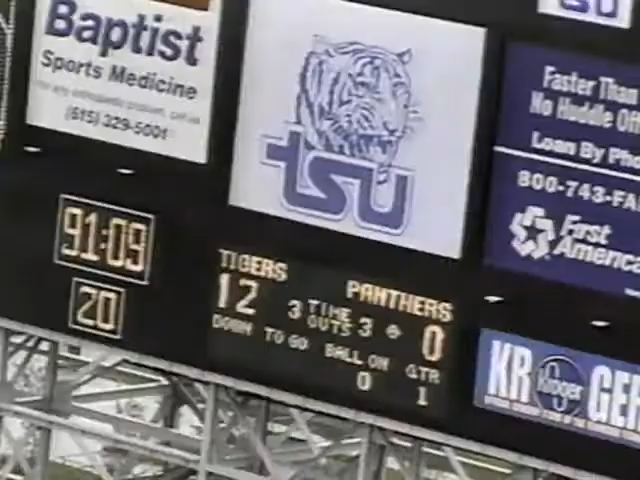 Baptist
Sports Medicine
(615) 329-5001
tsu
Faster Than
No Huddle Off
Loan By Pho
800-743-FA
First
America
91:09
20
TIGERS
PANTHERS
12 3 TIME OUTS 3 0
DOWN TO GO BALL ON QTR
0 1
KR Kroger GER